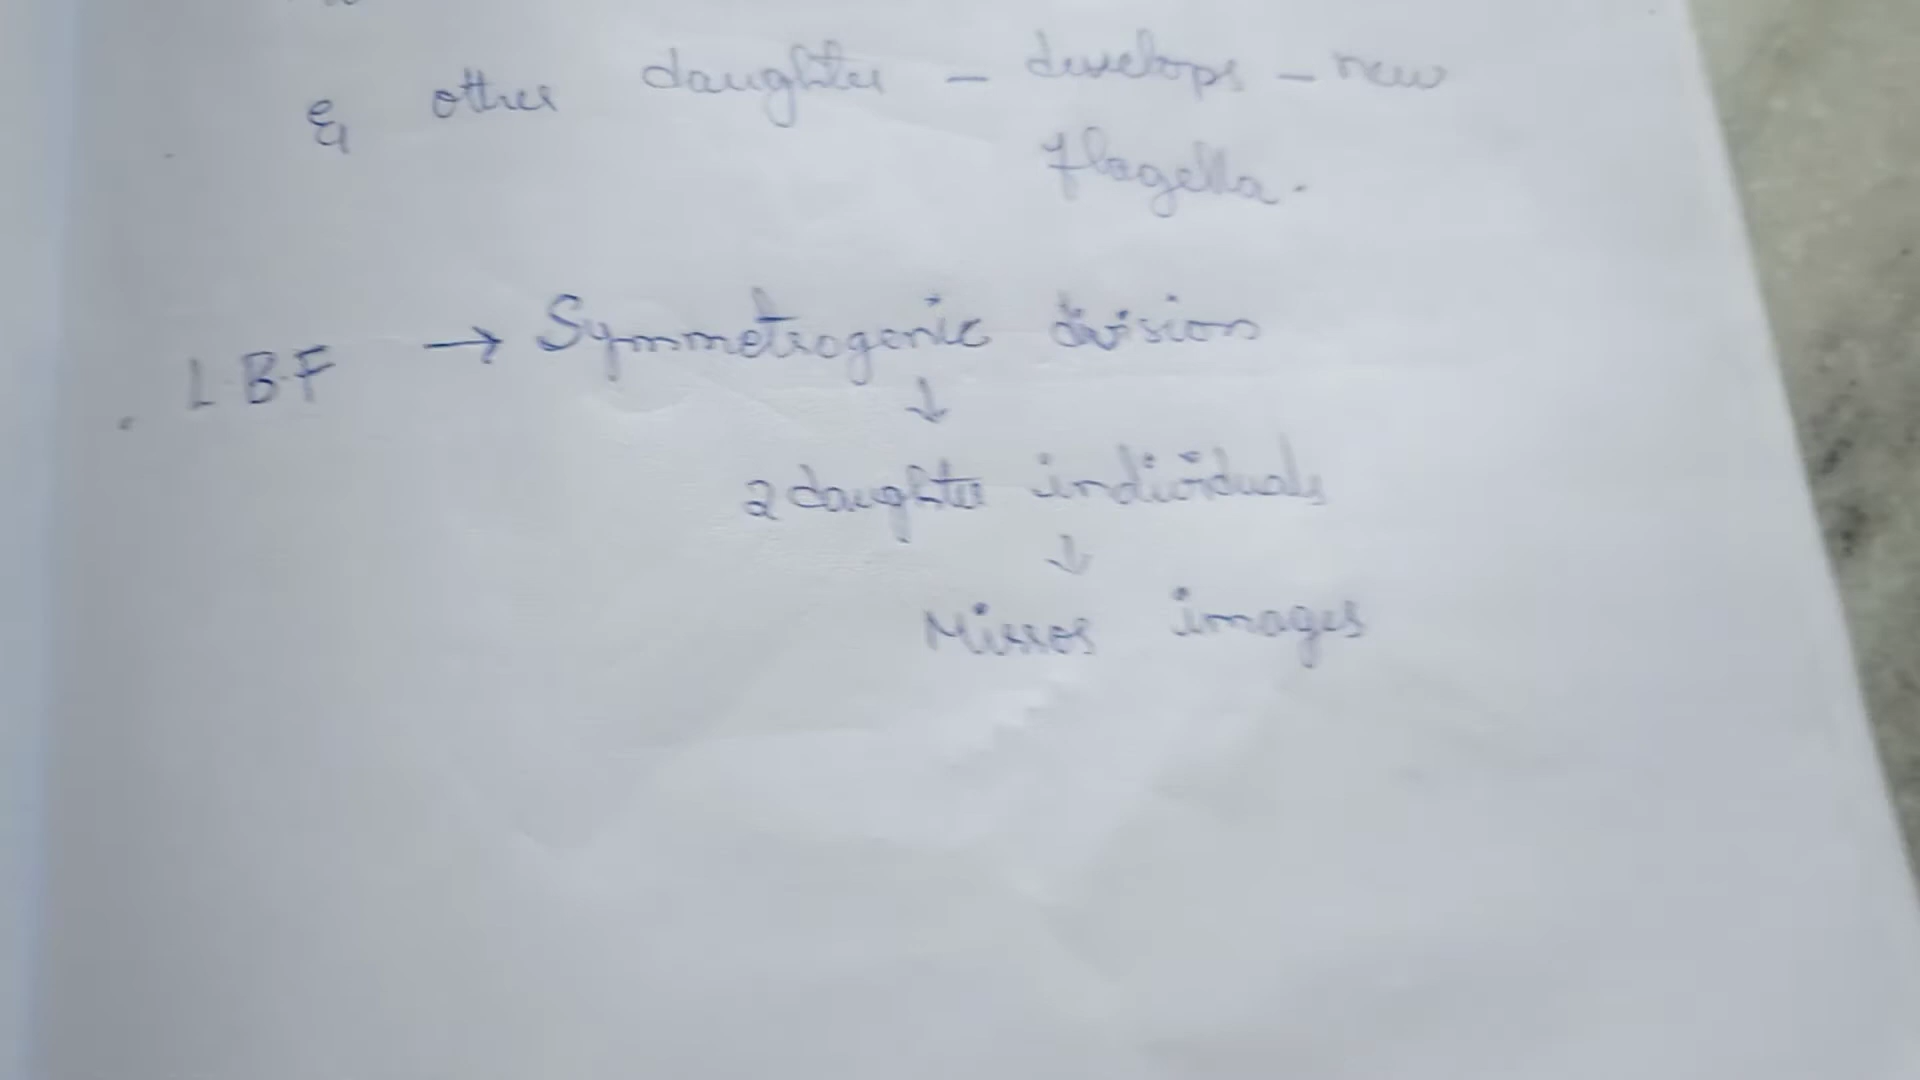 & other daughter - develops - new
flagella.
L.B.F → Symmetrogenic division
↓
2 daughter individuals
↓
Mirror images